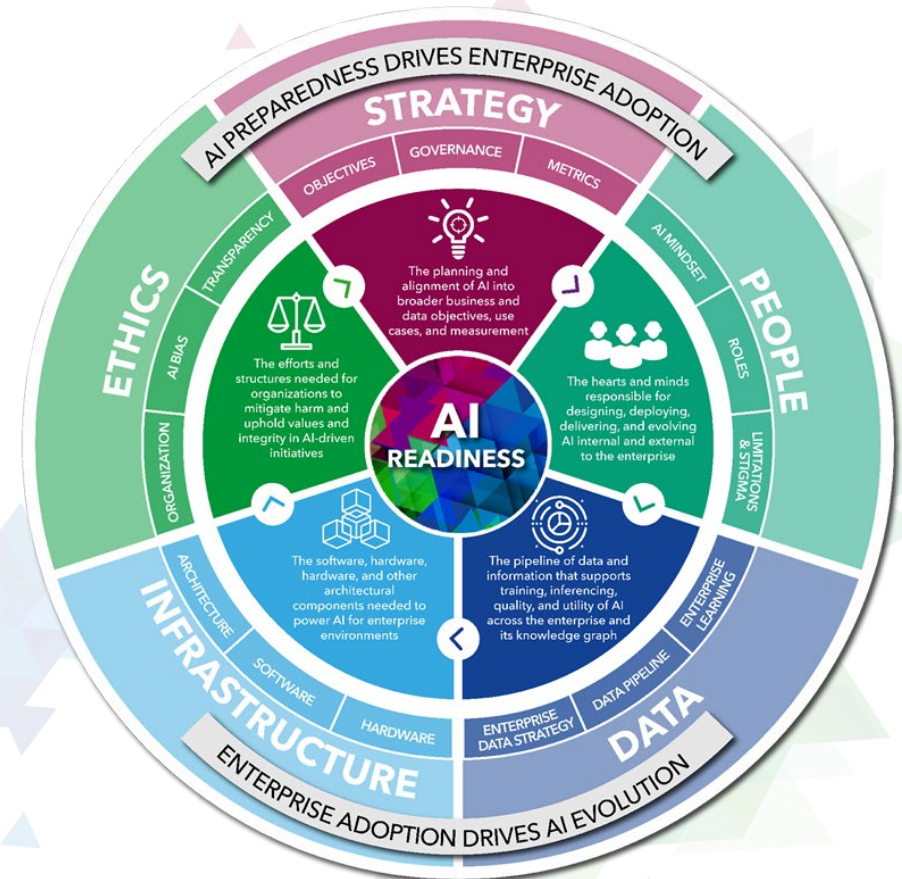 AI PREPAREDNESS DRIVES ENTERPRISE ADOPTION
STRATEGY
OBJECTIVES
GOVERNANCE
METRICS
The planning and
alignment of AI into
broader business and
data objectives, use
cases, and measurement
PEOPLE
AI MINDSET
ROLES
LIMITATIONS
& STIGMA
The hearts and minds
responsible for
designing, deploying,
delivering, and evolving
AI internal and external
to the enterprise
DATA
ENTERPRISE
LEARNING
DATA PIPELINE
ENTERPRISE
DATA STRATEGY
The pipeline of data and
information that supports
training, inferencing,
quality, and utility of AI
across the enterprise and
its knowledge graph
INFRASTRUCTURE
ARCHITECTURE
SOFTWARE
HARDWARE
The software, hardware,
hardware, and other
architectural
components needed to
power AI for enterprise
environments
ETHICS
TRANSPARENCY
AI BIAS
ORGANIZATION
The efforts and
structures needed for
organizations to
mitigate harm and
uphold values and
integrity in AI-driven
initiatives
AI
READINESS
ENTERPRISE ADOPTION DRIVES AI EVOLUTION